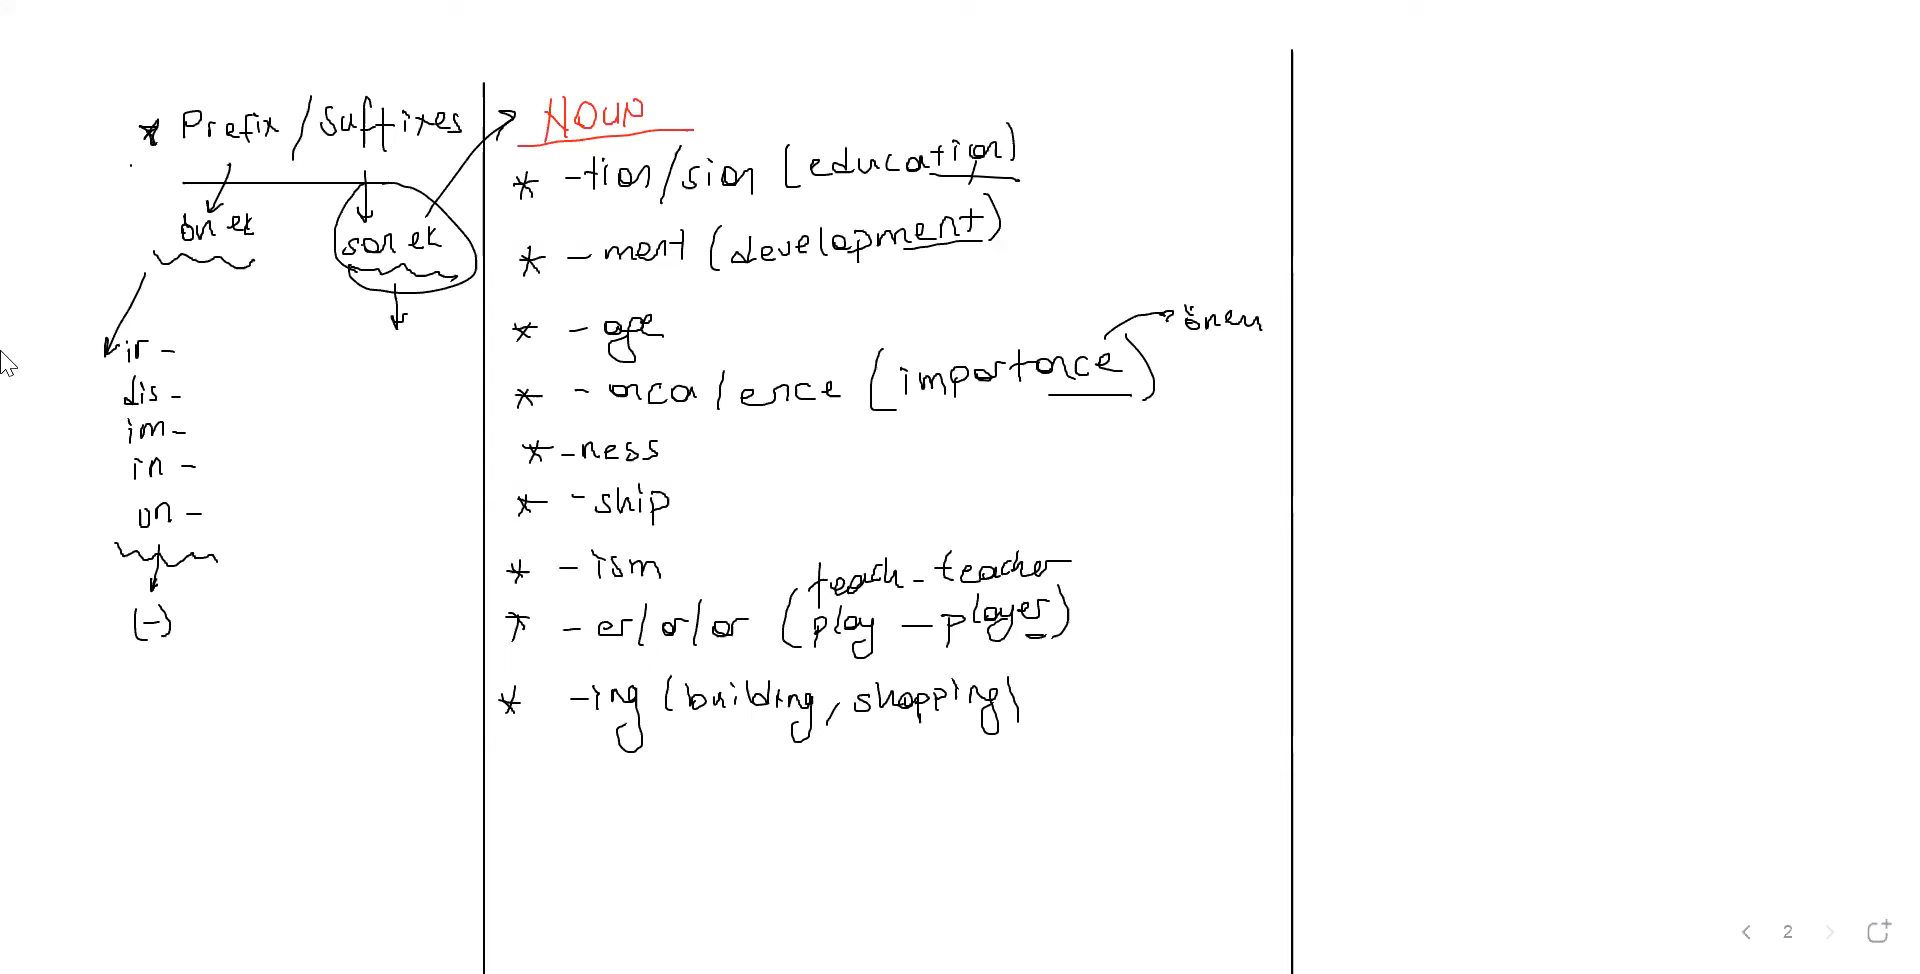 * Prefix / Suffixes
ön ek
son ek
ir -
dis -
im -
in -
un -
(-)
NOUN
* -tion/sion (education)
* -ment (development)
* -age
* -ance/ence (importance) önem
* -ness
* -ship
* -ism
teach - teacher
* -er/or/ar (play - player)
* -ing (building, shopping)
2